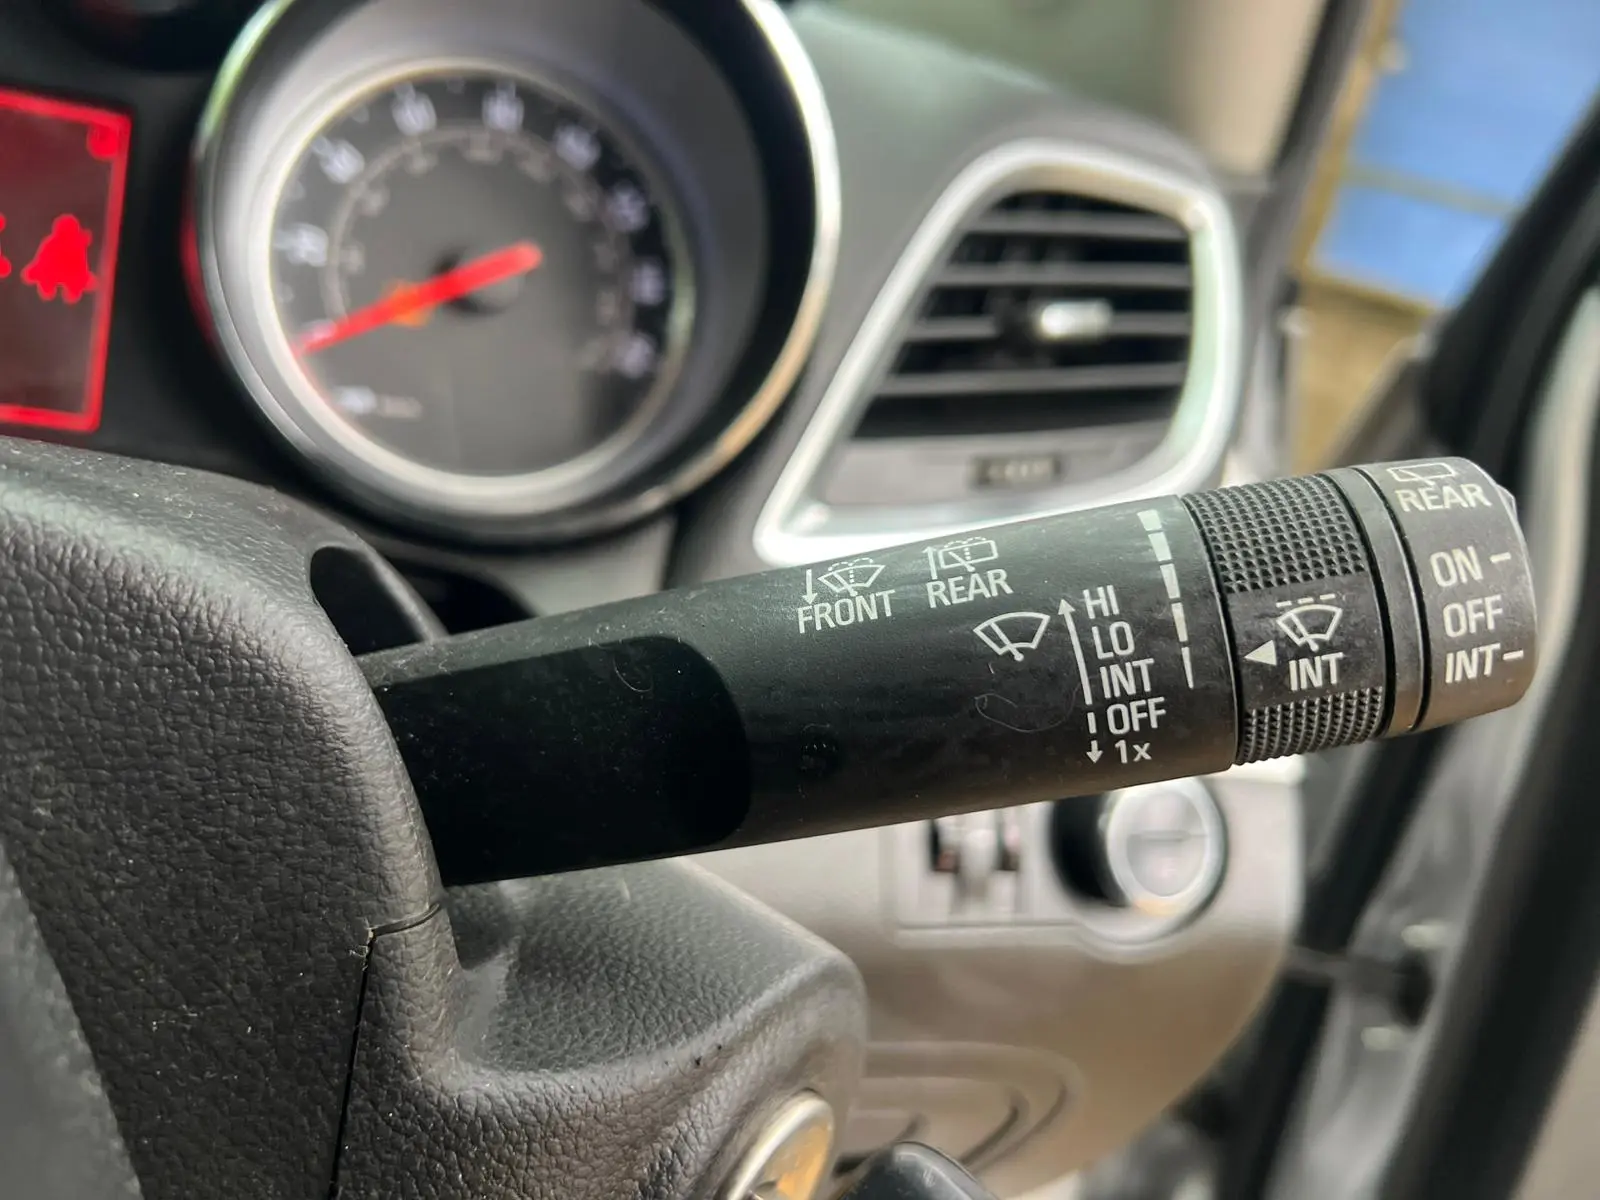 FRONT
REAR
HI
LO
INT
OFF
1x
INT
REAR
ON
OFF
INT